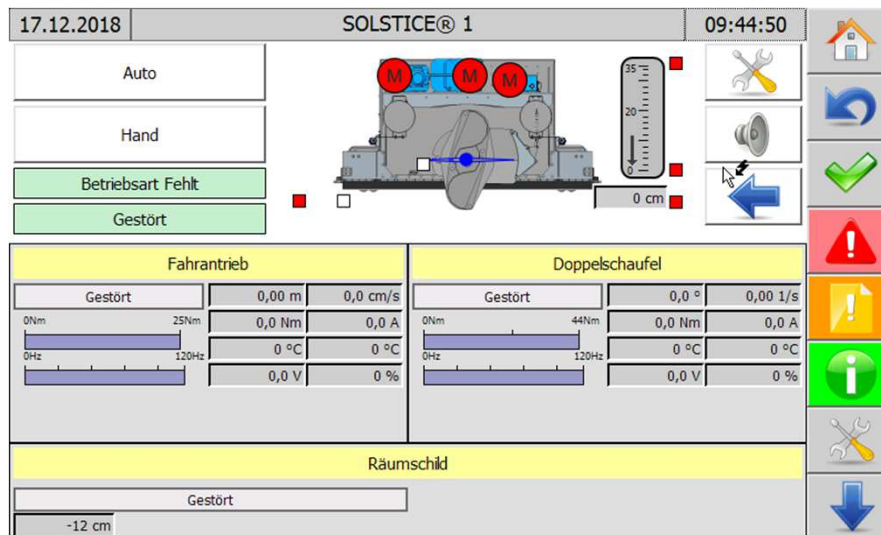 17.12.2018 SOLSTICE® 1 09:44:50
Auto
Hand
Betriebsart Fehlt
Gestört
M M M
35
20
0
0 cm
Fahrantrieb
Gestört 0,00 m 0,0 cm/s
0Nm 25Nm 0,0 Nm 0,0 A
0 °C 0 °C
0Hz 120Hz
0,0 V 0 %
Doppelschaufel
Gestört 0,0 ° 0,00 1/s
0Nm 44Nm 0,0 Nm 0,0 A
0 °C 0 °C
0Hz 120Hz
0,0 V 0 %
Räumschild
Gestört
-12 cm